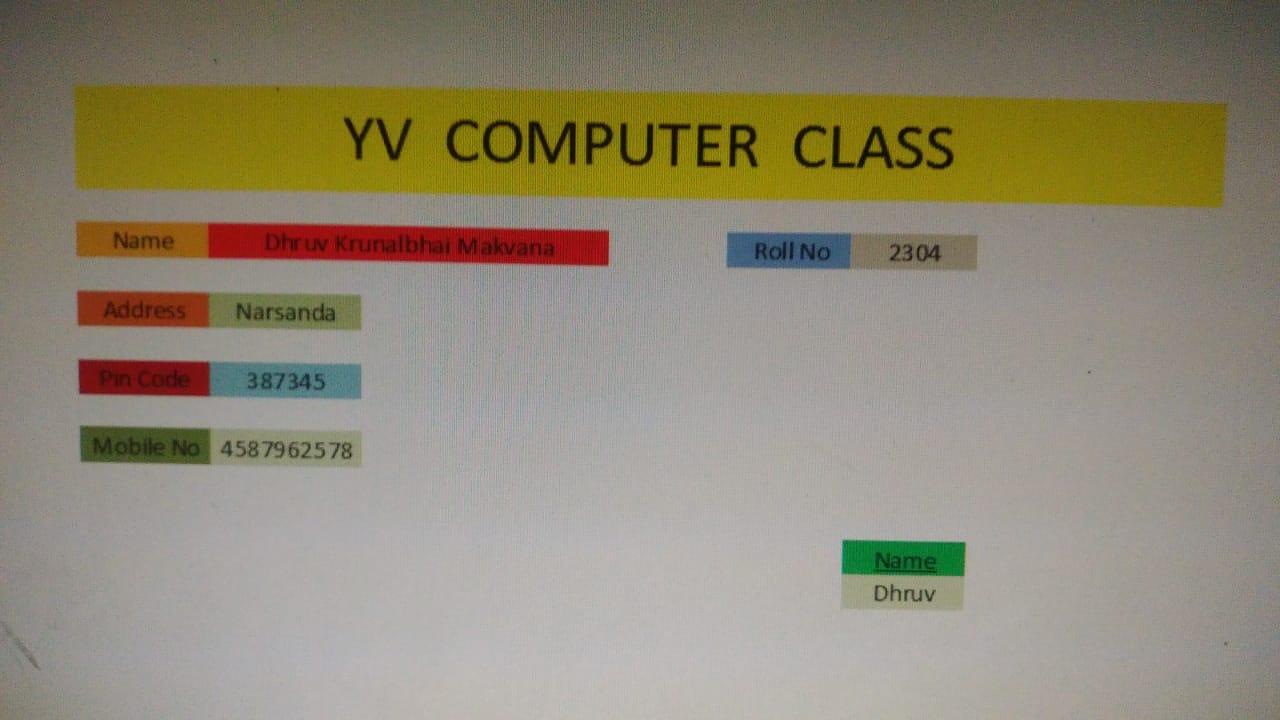 YV COMPUTER CLASS
Name Dhruv Krunalbhai Makvana Roll No 2304
Address Narsanda
Pin Code 387345
Mobile No 4587962578
Name
Dhruv